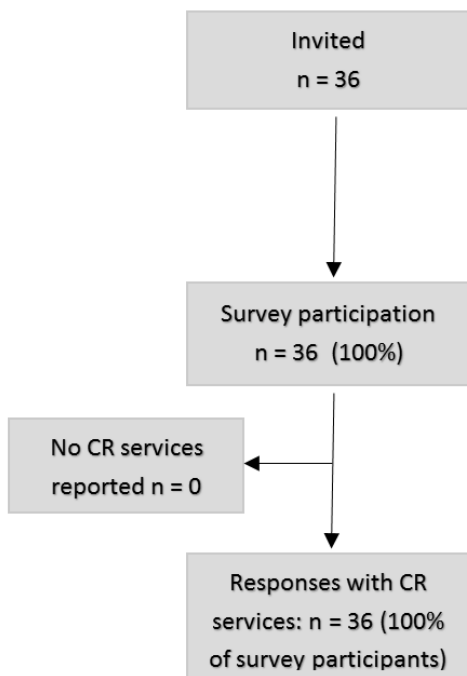 Invited
n = 36
Survey participation
n = 36 (100%)
No CR services
reported n = 0
Responses with CR
services: n = 36 (100%
of survey participants)